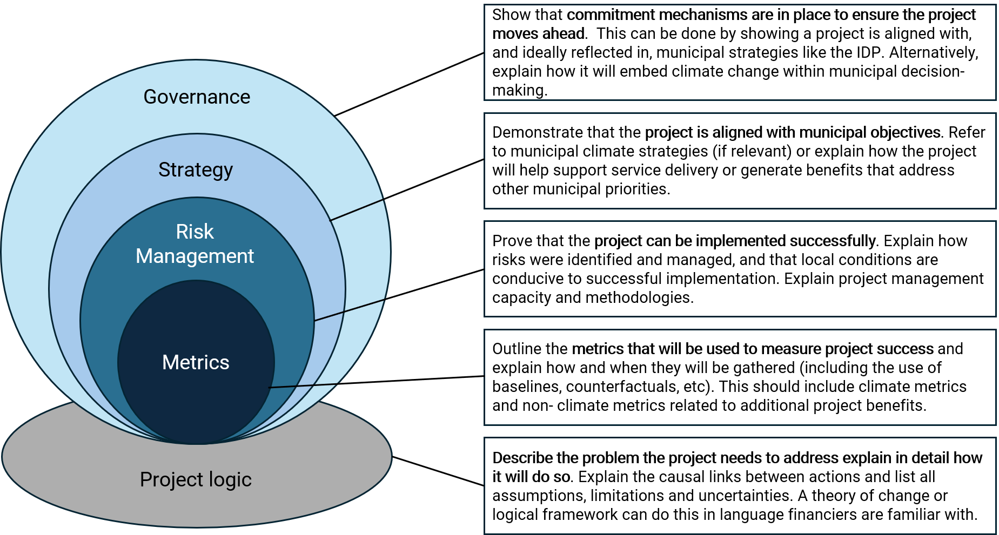 Governance
Strategy
Risk
Management
Metrics
Project logic
Show that commitment mechanisms are in place to ensure the project
moves ahead.  This can be done by showing a project is aligned with,
and ideally reflected in, municipal strategies like the IDP. Alternatively,
explain how it will embed climate change within municipal decision-
making.
Demonstrate that the project is aligned with municipal objectives. Refer
to municipal climate strategies (if relevant) or explain how the project
will help support service delivery or generate benefits that address
other municipal priorities.
Prove that the project can be implemented successfully. Explain how
risks were identified and managed, and that local conditions are
conducive to successful implementation. Explain project management
capacity and methodologies.
Outline the metrics that will be used to measure project success and
explain how and when they will be gathered (including the use of
baselines, counterfactuals, etc). This should include climate metrics
and non- climate metrics related to additional project benefits.
Describe the problem the project needs to address explain in detail how
it will do so. Explain the causal links between actions and list all
assumptions, limitations and uncertainties. A theory of change or
logical framework can do this in language financiers are familiar with.